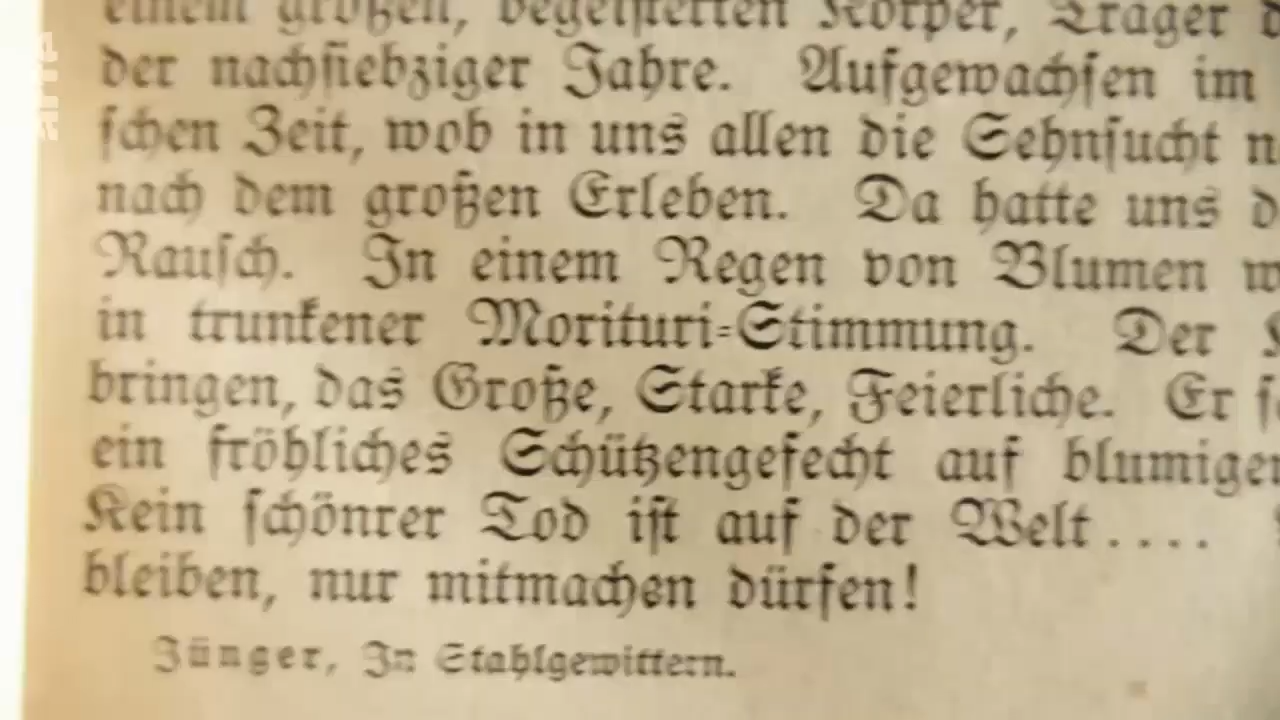 einem großen, begeisterten Körper, Träger d
der nachsiebziger Jahre. Aufgewachsen im
schen Zeit, wob in uns allen die Sehnsucht n
nach dem großen Erleben. Da hatte uns d
Rausch. In einem Regen von Blumen w
in trunkener Morituri-Stimmung. Der K
bringen, das Große, Starke, Feierliche. Er s
ein fröhliches Schützengefecht auf blumigen
Kein schönrer Tod ist auf der Welt....
bleiben, nur mitmachen dürfen!
Jünger, In Stahlgewittern.
arte